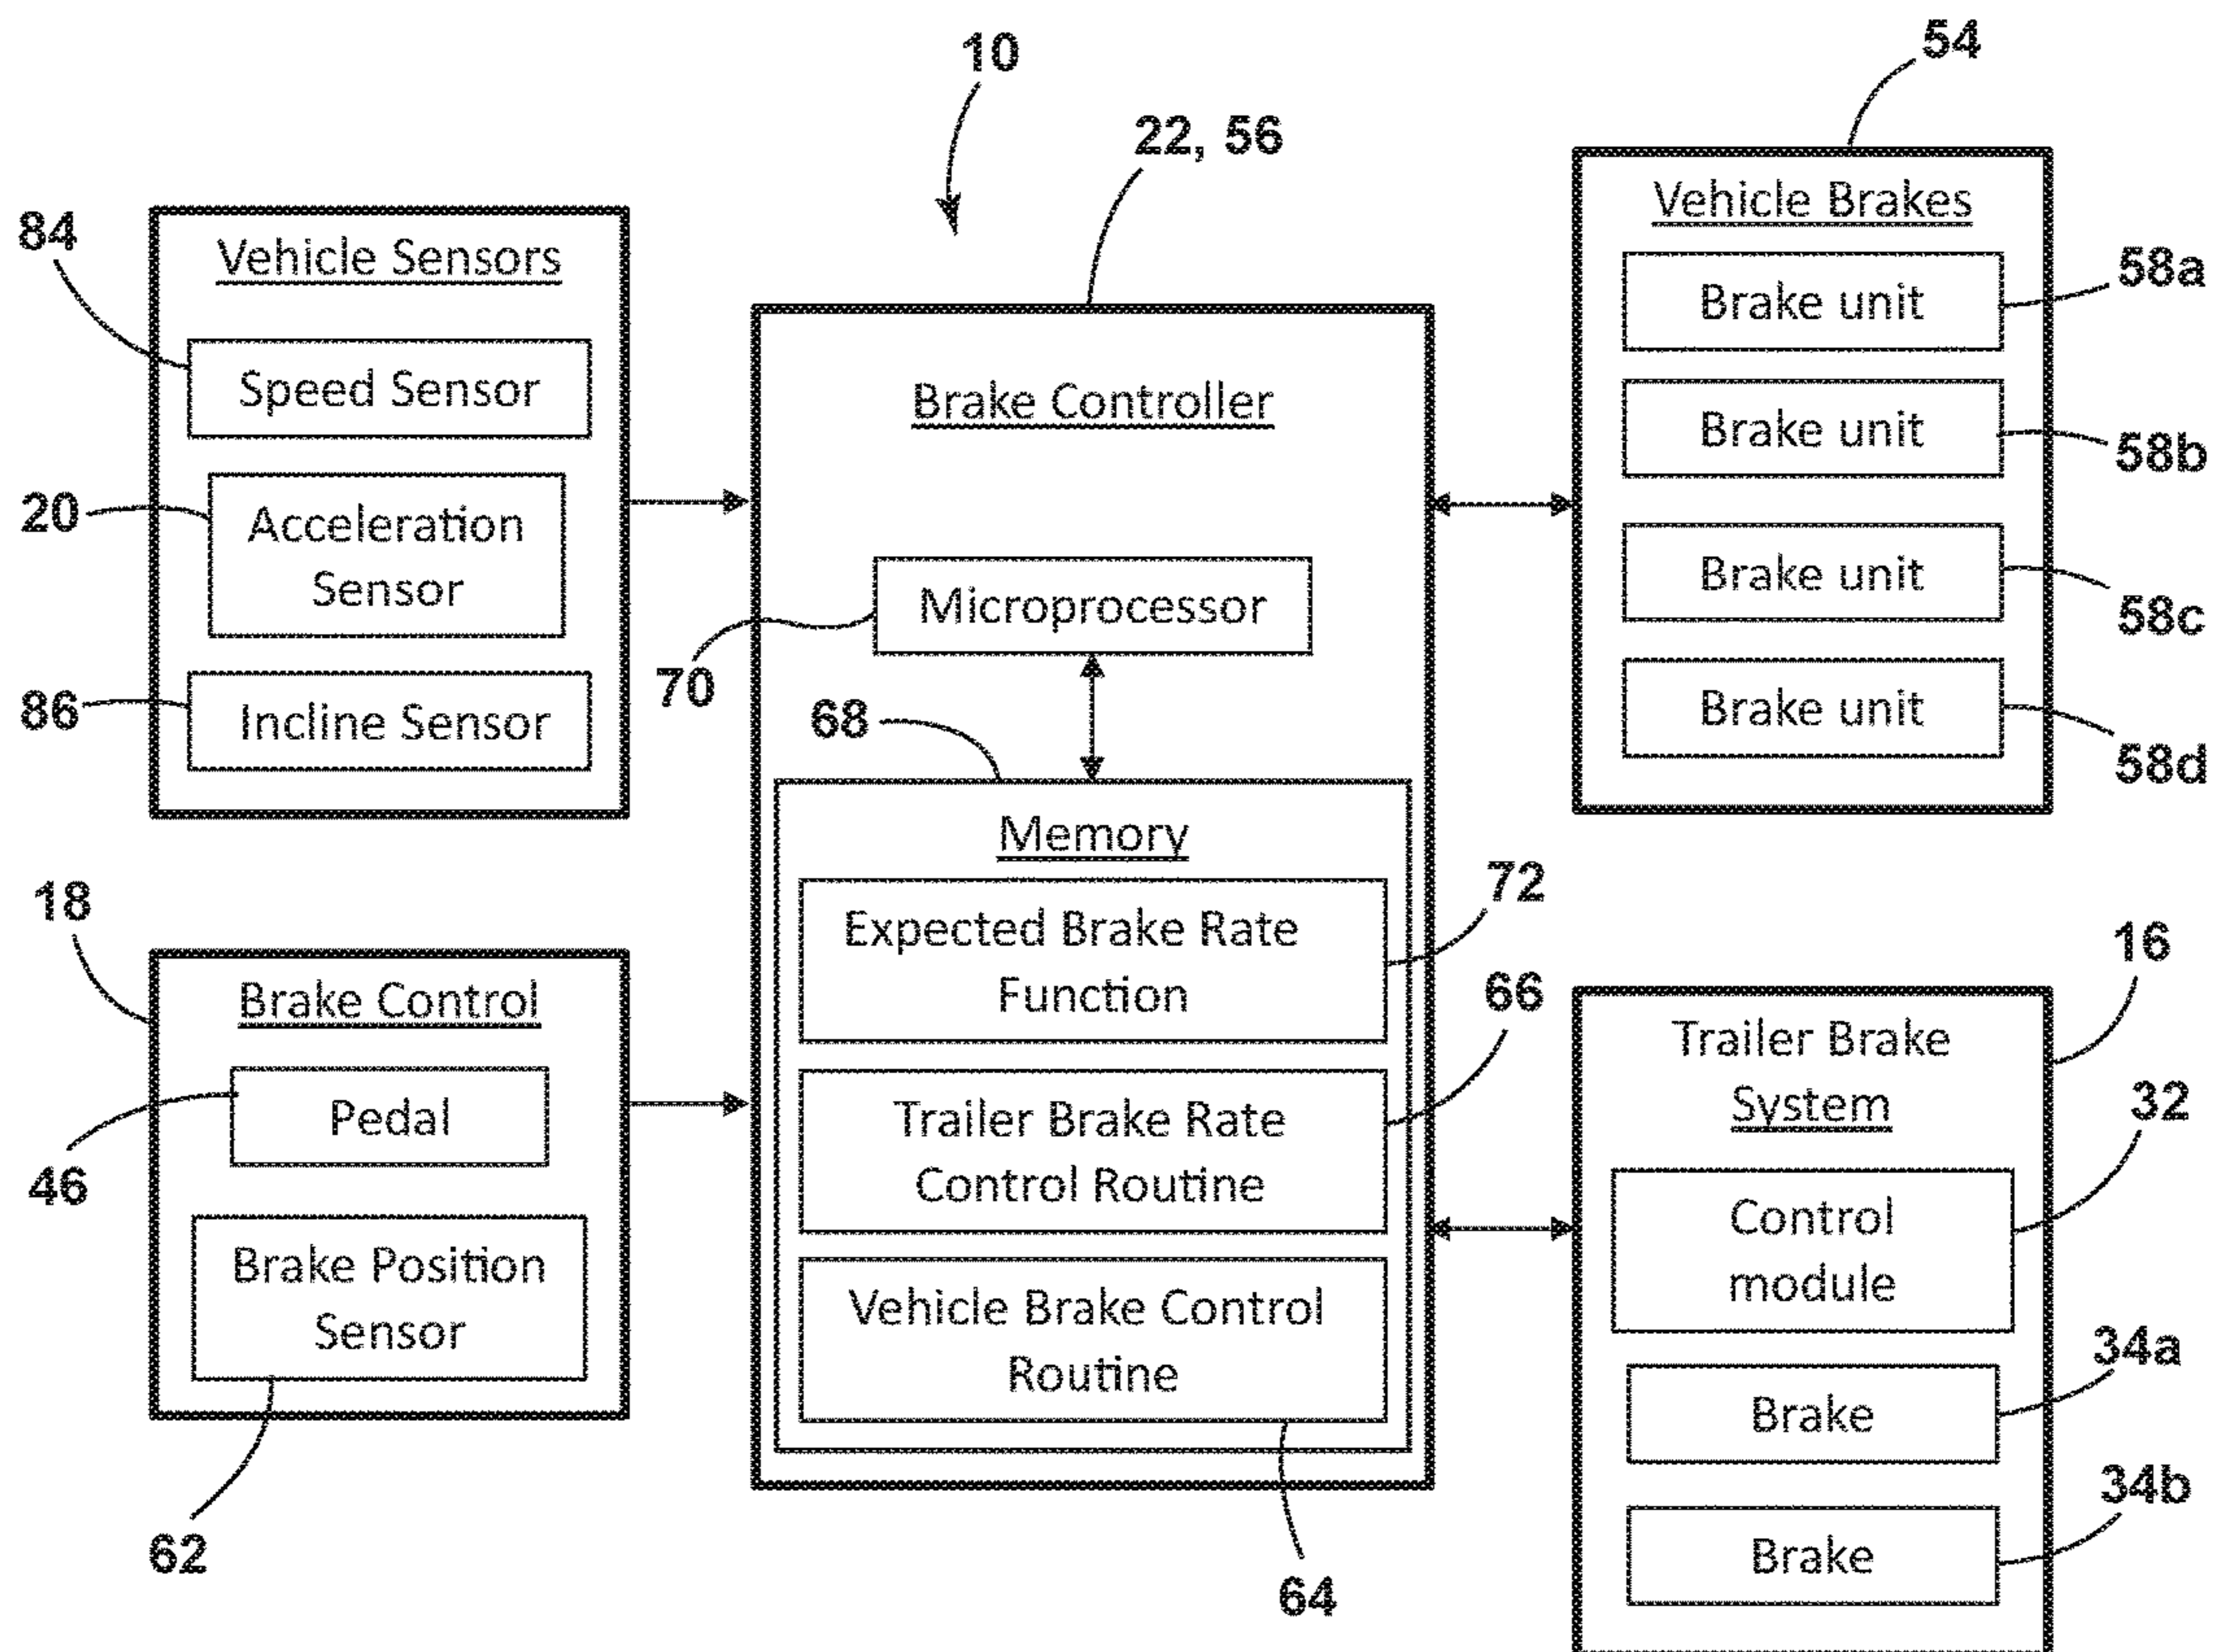 10
22, 56
54
84
Vehicle Sensors
Speed Sensor
20
Acceleration
Sensor
86
Incline Sensor
18
Brake Control
46
Pedal
Brake Position
Sensor
62
Brake Controller
70
Microprocessor
68
Memory
Expected Brake Rate
Function
72
Trailer Brake Rate
Control Routine
66
Vehicle Brake Control
Routine
64
Vehicle Brakes
Brake unit
58a
Brake unit
58b
Brake unit
58c
Brake unit
58d
16
Trailer Brake
System
32
Control
module
34a
Brake
34b
Brake